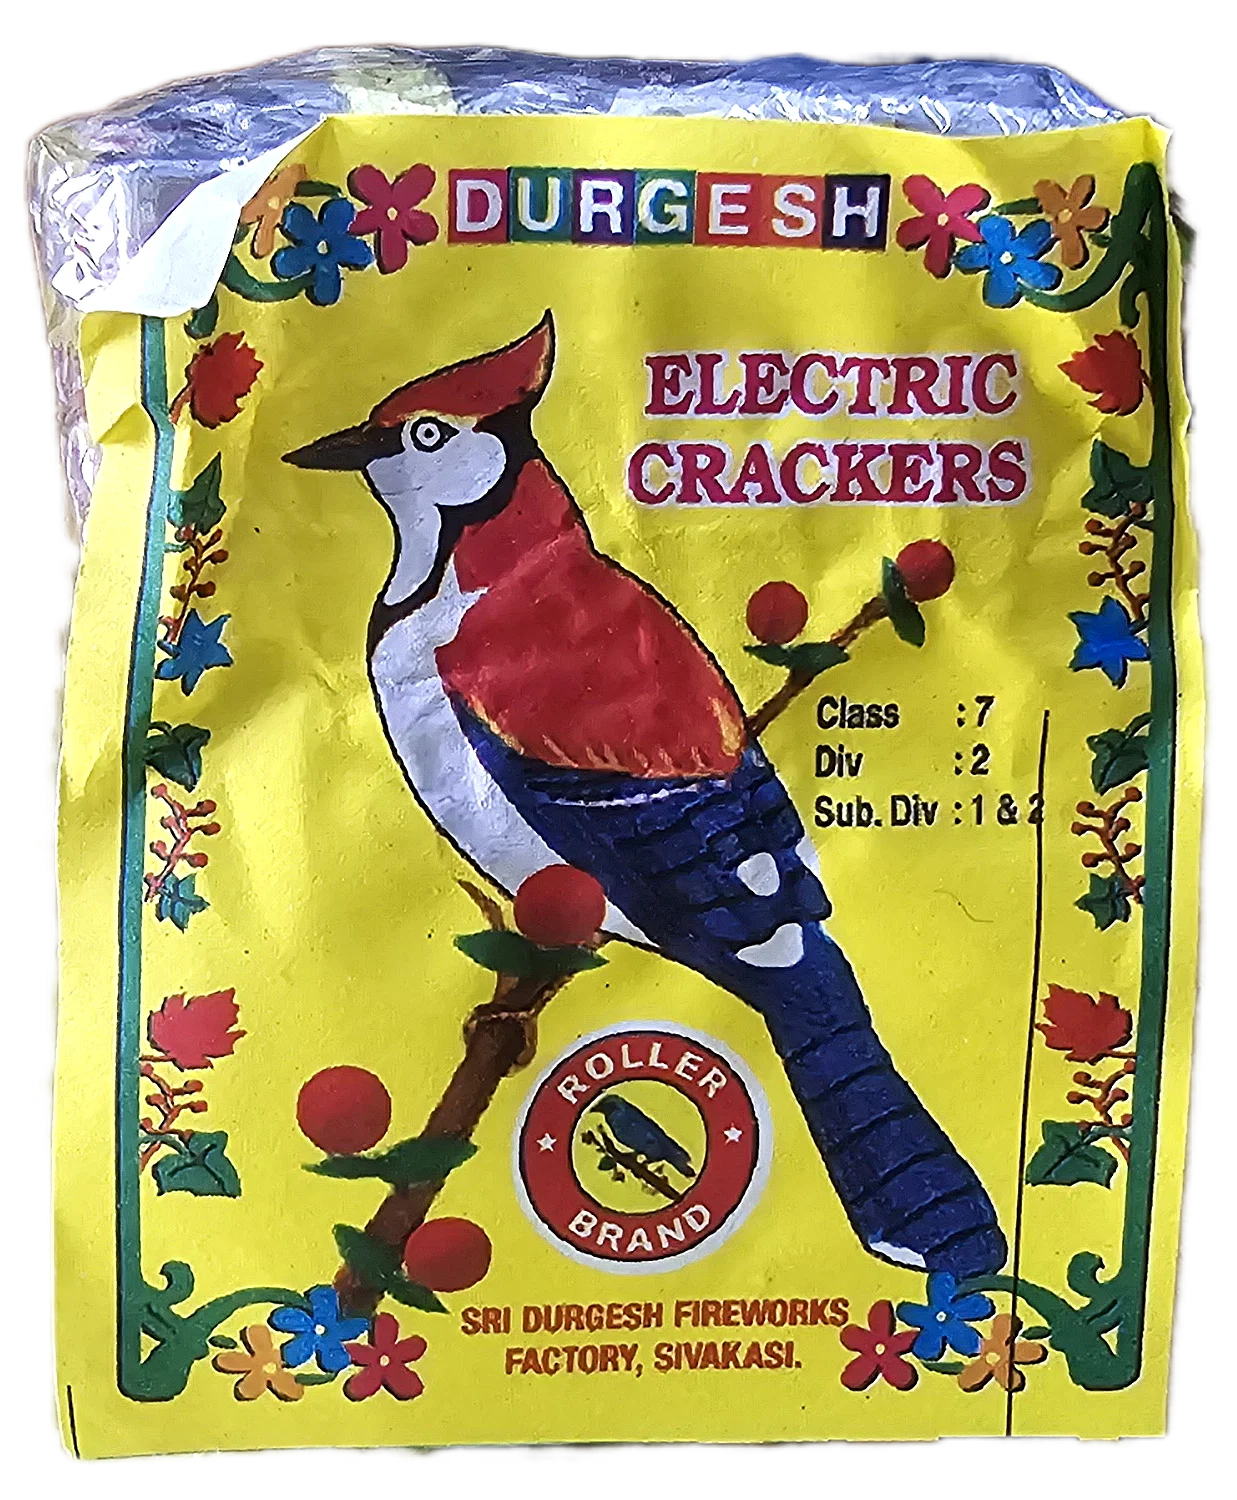 DURGESH
ELECTRIC
CRACKERS
Class : 7
Div : 2
Sub. Div : 1 & 2
ROLLER
BRAND
SRI DURGESH FIREWORKS
FACTORY, SIVAKASI.